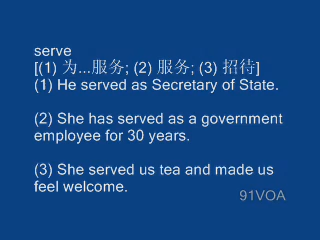 serve
[(1) 为...服务; (2) 服务; (3) 招待]
(1) He served as Secretary of State.
(2) She has served as a government
employee for 30 years.
(3) She served us tea and made us
feel welcome.
91VOA